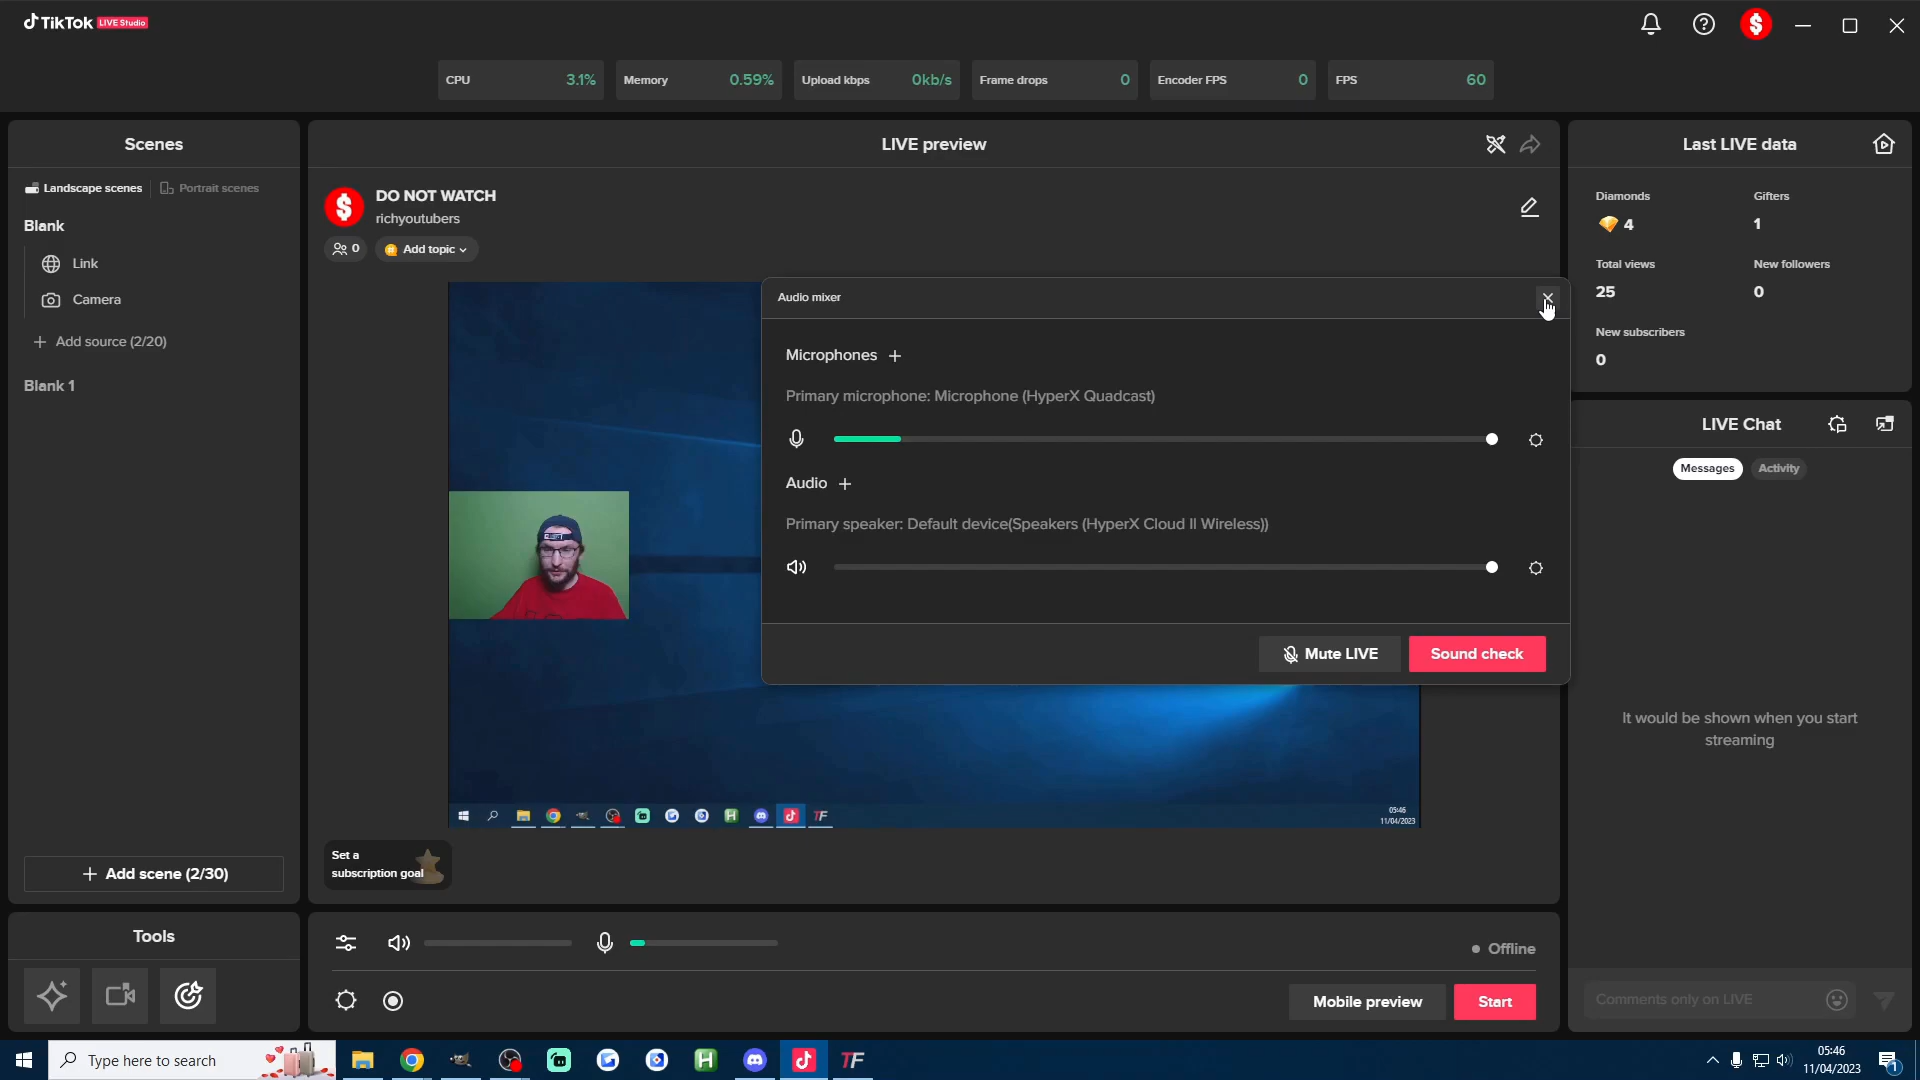 TikTok LIVE Studio
CPU 3.1%
Memory 0.59%
Upload kbps 0kb/s
Frame drops 0
Encoder FPS 0
FPS 60
Scenes
Landscape scenes
Portrait scenes
Blank
Link
Camera
Add source (2/20)
Blank 1
Add scene (2/30)
Tools
LIVE preview
DO NOT WATCH
richyoutubers
0
Add topic
Audio mixer
Microphones +
Primary microphone: Microphone (HyperX Quadcast)
Audio +
Primary speaker: Default device(Speakers (HyperX Cloud II Wireless))
Mute LIVE
Sound check
05:46
11/04/2023
Set a
subscription goal
Offline
Mobile preview
Start
Last LIVE data
Diamonds
4
Gifters
1
Total views
25
New followers
0
New subscribers
0
LIVE Chat
Messages
Activity
It would be shown when you start
streaming
Comments only on LIVE
Type here to search
05:46
11/04/2023
1